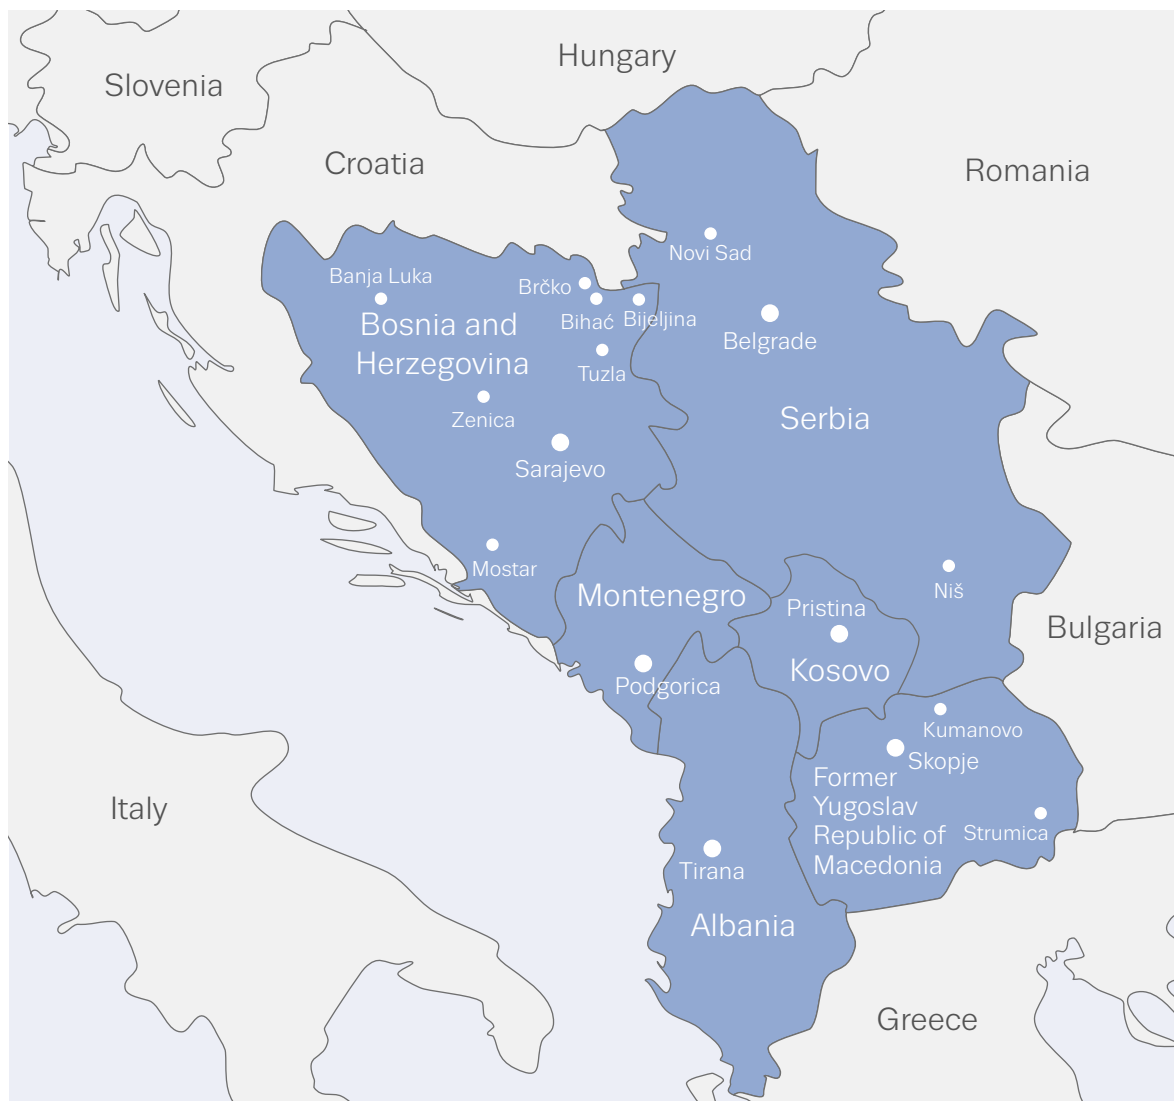 Hungary
Slovenia
Croatia
Romania
Novi Sad
Banja Luka
Brčko
Bihać
Bijeljina
Bosnia and
Herzegovina
Belgrade
Tuzla
Zenica
Serbia
Sarajevo
Mostar
Niš
Montenegro
Pristina
Bulgaria
Kosovo
Podgorica
Kumanovo
Skopje
Former
Yugoslav
Republic of
Macedonia
Italy
Strumica
Tirana
Albania
Greece